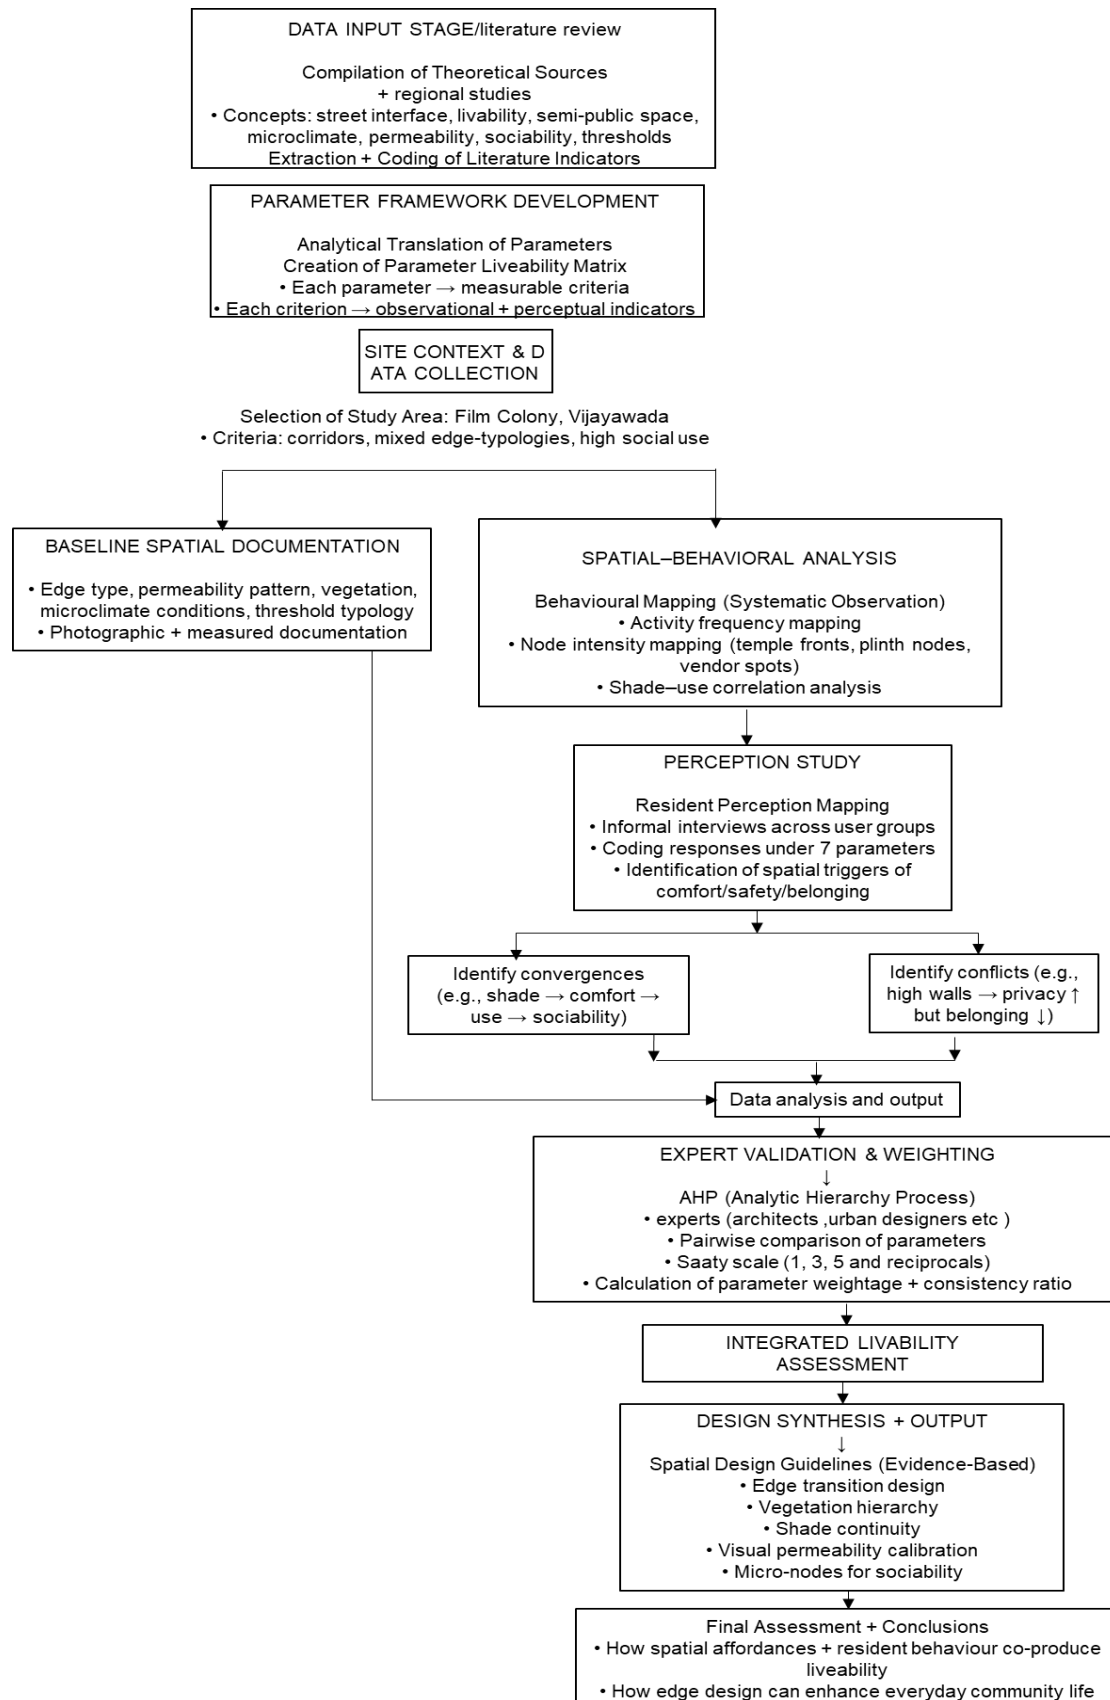 DATA INPUT STAGE/literature review
Compilation of Theoretical Sources
+ regional studies
• Concepts: street interface, livability, semi-public space,
microclimate, permeability, sociability, thresholds
Extraction + Coding of Literature Indicators
PARAMETER FRAMEWORK DEVELOPMENT
Analytical Translation of Parameters
Creation of Parameter Liveability Matrix
• Each parameter → measurable criteria
• Each criterion → observational + perceptual indicators
SITE CONTEXT & D
ATA COLLECTION
Selection of Study Area: Film Colony, Vijayawada
• Criteria: corridors, mixed edge-typologies, high social use
BASELINE SPATIAL DOCUMENTATION
• Edge type, permeability pattern, vegetation,
microclimate conditions, threshold typology
• Photographic + measured documentation
SPATIAL–BEHAVIORAL ANALYSIS
Behavioural Mapping (Systematic Observation)
• Activity frequency mapping
• Node intensity mapping (temple fronts, plinth nodes,
vendor spots)
• Shade–use correlation analysis
PERCEPTION STUDY
Resident Perception Mapping
• Informal interviews across user groups
• Coding responses under 7 parameters
• Identification of spatial triggers of
comfort/safety/belonging
Identify convergences
(e.g., shade → comfort →
use → sociability)
Identify conflicts (e.g.,
high walls → privacy ↑
but belonging ↓)
Data analysis and output
EXPERT VALIDATION & WEIGHTING
↓
AHP (Analytic Hierarchy Process)
• experts (architects ,urban designers etc )
• Pairwise comparison of parameters
• Saaty scale (1, 3, 5 and reciprocals)
• Calculation of parameter weightage + consistency ratio
INTEGRATED LIVABILITY
ASSESSMENT
DESIGN SYNTHESIS + OUTPUT
↓
Spatial Design Guidelines (Evidence-Based)
• Edge transition design
• Vegetation hierarchy
• Shade continuity
• Visual permeability calibration
• Micro-nodes for sociability
Final Assessment + Conclusions
• How spatial affordances + resident behaviour co-produce
liveability
• How edge design can enhance everyday community life